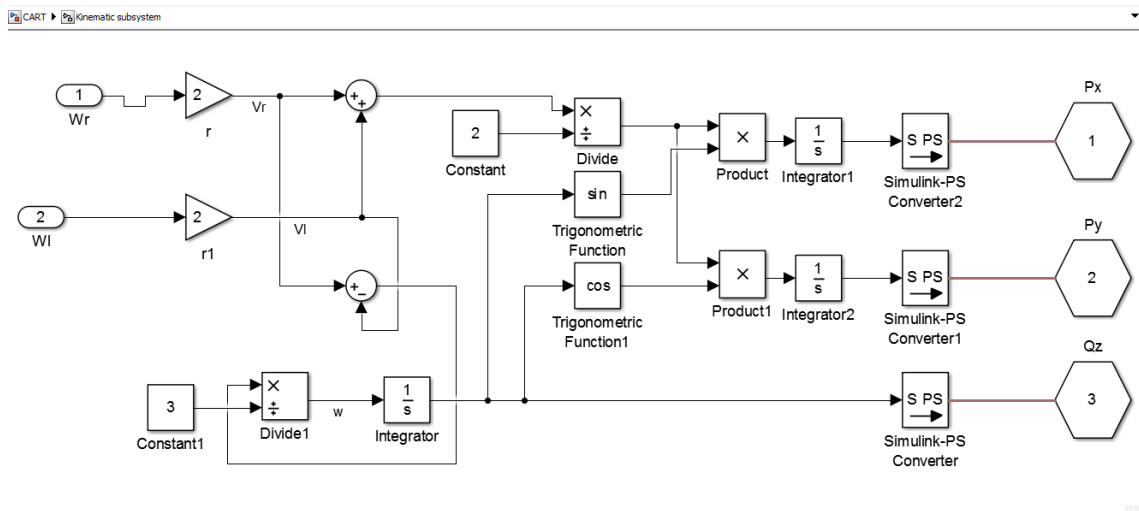 CART Kinematic subsystem
1
Wr
2
r
Vr
+
+
2
Constant
×
÷
Divide
×
Product
1
s
Integrator1
S PS
Simulink-PS
Converter2
Px
1
2
Wl
2
r1
Vl
sin
Trigonometric
Function
+
−
cos
Trigonometric
Function1
×
Product1
1
s
Integrator2
S PS
Simulink-PS
Converter1
Py
2
3
Constant1
×
÷
Divide1
w
1
s
Integrator
S PS
Simulink-PS
Converter
Qz
3